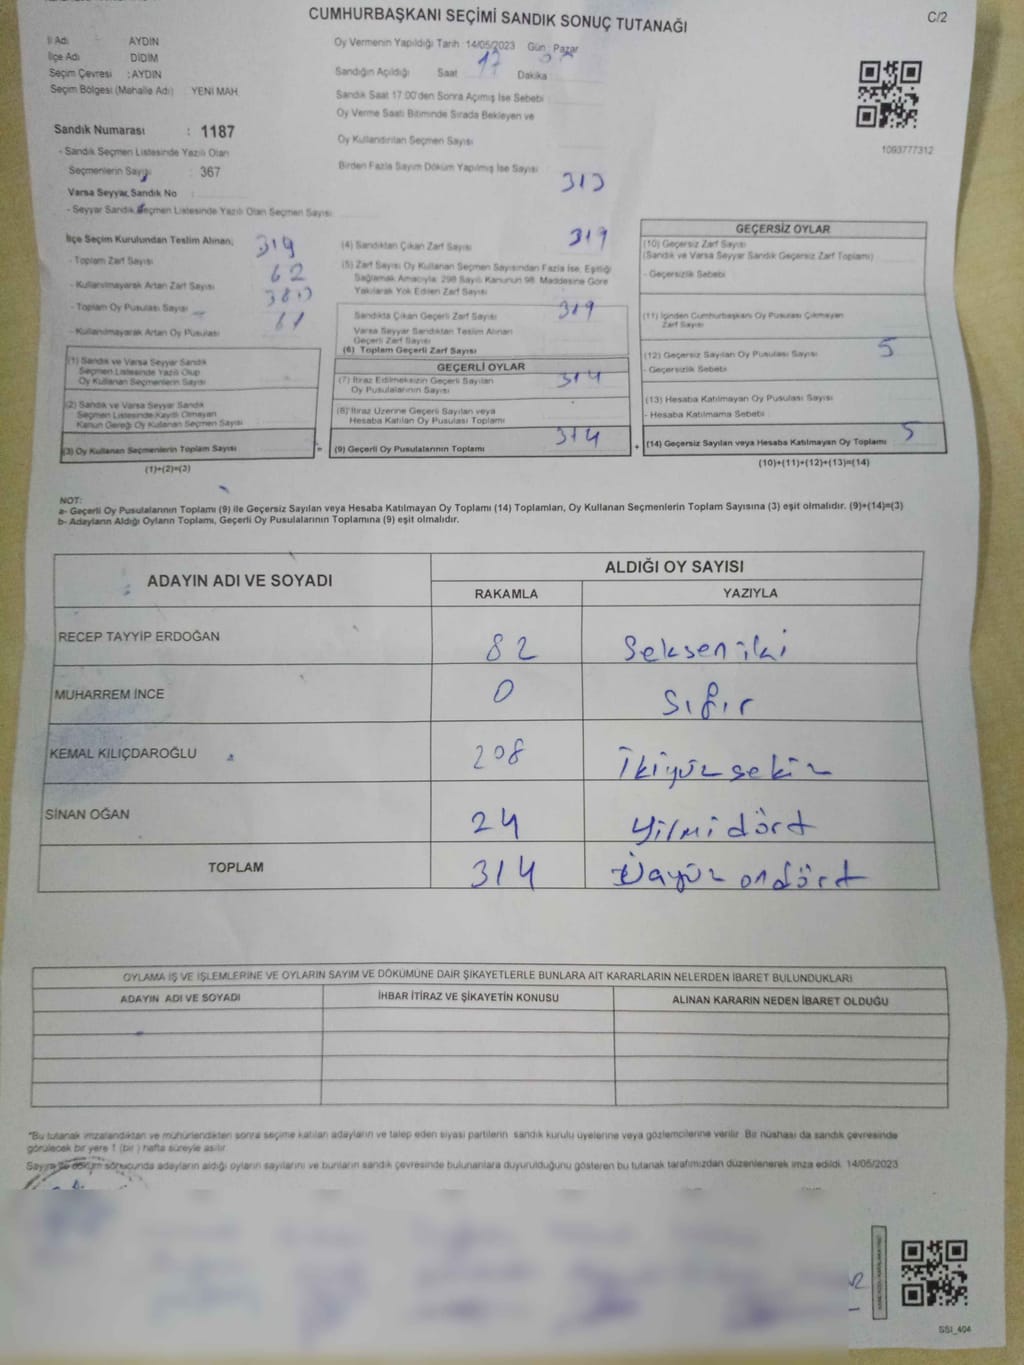 CUMHURBAŞKANI SEÇİMİ SANDIK SONUÇ TUTANAĞI
C/2
İl Adı AYDIN
İlçe Adı DİDİM
Seçim Çevresi : AYDIN
Seçim Bölgesi (Mahalle Adı) : YENİ MAH.
Sandık Numarası : 1187
- Sandık Seçmen Listesinde Yazılı Olan
Seçmenlerin Sayısı : 367
Varsa Seyyar Sandık No
- Seyyar Sandık Seçmen Listesinde Yazılı Olan Seçmen Sayısı
Oy Vermenin Yapıldığı Tarih : 14/05/2023 Gün : Pazar
Sandığın Açıldığı Saat 17 Dakika
Sandık Saat 17:00'den Sonra Açımış İse Sebebi
Oy Verme Saati Bitiminde Sırada Bekleyen ve
Oy Kullandırılan Seçmen Sayısı
Birden Fazla Sayım Döküm Yapılmış İse Sayısı
1093777312
İlçe Seçim Kurulundan Teslim Alınan;
- Toplam Zarf Sayısı 319
- Kullanılmayarak Artan Zarf Sayısı 62
- Toplam Oy Pusulası Sayısı
- Kullanılmayarak Artan Oy Pusulası 61
(1) Sandık ve Varsa Seyyar Sandık
Seçmen Listesinde Yazılı Olup
Oy Kullanan Seçmenlerin Sayısı
(2) Sandık ve Varsa Seyyar Sandık
Seçmen Listesinde Kayıtlı Olmayan
Kanun Gereği Oy Kullanan Seçmen Sayısı
(3) Oy Kullanan Seçmenlerin Toplam Sayısı
(1)+(2)=(3)
(4) Sandıktan Çıkan Zarf Sayısı 319
(5) Zarf Sayısı Oy Kullanan Seçmen Sayısından Fazla İse, Eşitliği
Sağlamak Amacıyla; 298 Sayılı Kanunun 98. Maddesine Göre
Yakılarak Yok Edilen Zarf Sayısı
Sandıkta Çıkan Geçerli Zarf Sayısı 319
Varsa Seyyar Sandıktan Teslim Alınan
Geçerli Zarf Sayısı
(6) Toplam Geçerli Zarf Sayısı
GEÇERLİ OYLAR
(7) İtiraz Edilmeksizin Geçerli Sayılan
Oy Pusulalarının Sayısı 314
(8) İtiraz Üzerine Geçerli Sayılan veya
Hesaba Katılan Oy Pusulası Toplamı
(9) Geçerli Oy Pusulalarının Toplamı 314
GEÇERSİZ OYLAR
(10) Geçersiz Zarf Sayısı
(Sandık ve Varsa Seyyar Sandık Geçersiz Zarf Toplamı)
- Geçersizlik Sebebi
(11) İçinden Cumhurbaşkanı Oy Pusulası Çıkmayan
Zarf Sayısı
(12) Geçersiz Sayılan Oy Pusulası Sayısı 5
- Geçersizlik Sebebi
(13) Hesaba Katılmayan Oy Pusulası Sayısı
- Hesaba Katılmama Sebebi
(14) Geçersiz Sayılan veya Hesaba Katılmayan Oy Toplamı 5
(10)+(11)+(12)+(13)=(14)
NOT:
a- Geçerli Oy Pusulalarının Toplamı (9) ile Geçersiz Sayılan veya Hesaba Katılmayan Oy Toplamı (14) Toplamları, Oy Kullanan Seçmenlerin Toplam Sayısına (3) eşit olmalıdır. (9)+(14)=(3)
b- Adayların Aldığı Oyların Toplamı, Geçerli Oy Pusulalarının Toplamına (9) eşit olmalıdır.
ADAYIN ADI VE SOYADI ALDIĞI OY SAYISI
RAKAMLA YAZIYLA
RECEP TAYYİP ERDOĞAN 82 Seksen iki
MUHARREM İNCE 0 Sıfır
KEMAL KILIÇDAROĞLU 208 İkiyüz sekiz
SİNAN OĞAN 24 Yilmi dört
TOPLAM 314 Üçyüz ondört
OYLAMA İŞ VE İŞLEMLERİNE VE OYLARIN SAYIM VE DÖKÜMÜNE DAİR ŞİKAYETLERLE BUNLARA AİT KARARLARIN NELERDEN İBARET BULUNDUKLARI
ADAYIN ADI VE SOYADI İHBAR İTİRAZ VE ŞİKAYETİN KONUSU ALINAN KARARIN NEDEN İBARET OLDUĞU
*Bu tutanak imzalandıktan ve mühürlendikten sonra seçime katılan adayların ve talep eden siyasi partilerin sandık kurulu üyelerine veya gözlemcilerine verilir. Bir nüshası da sandık çevresinde
görülecek bir yere 1 (bir ) hafta süreyle asılır.
Sayım ve döküm sonucunda adayların aldığı oyların sayılarını ve bunların sandık çevresinde bulunanlara duyurulduğunu gösteren bu tutanak tarafımızdan düzenlenerek imza edildi. 14/05/2023
SSI_404